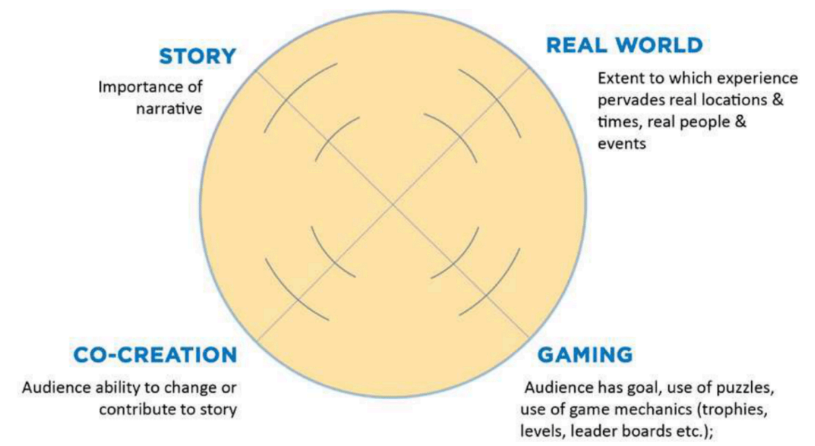 STORY
Importance of
narrative
REAL WORLD
Extent to which experience
pervades real locations &
times, real people &
events
CO-CREATION
Audience ability to change or
contribute to story
GAMING
Audience has goal, use of puzzles,
use of game mechanics (trophies,
levels, leader boards etc.);